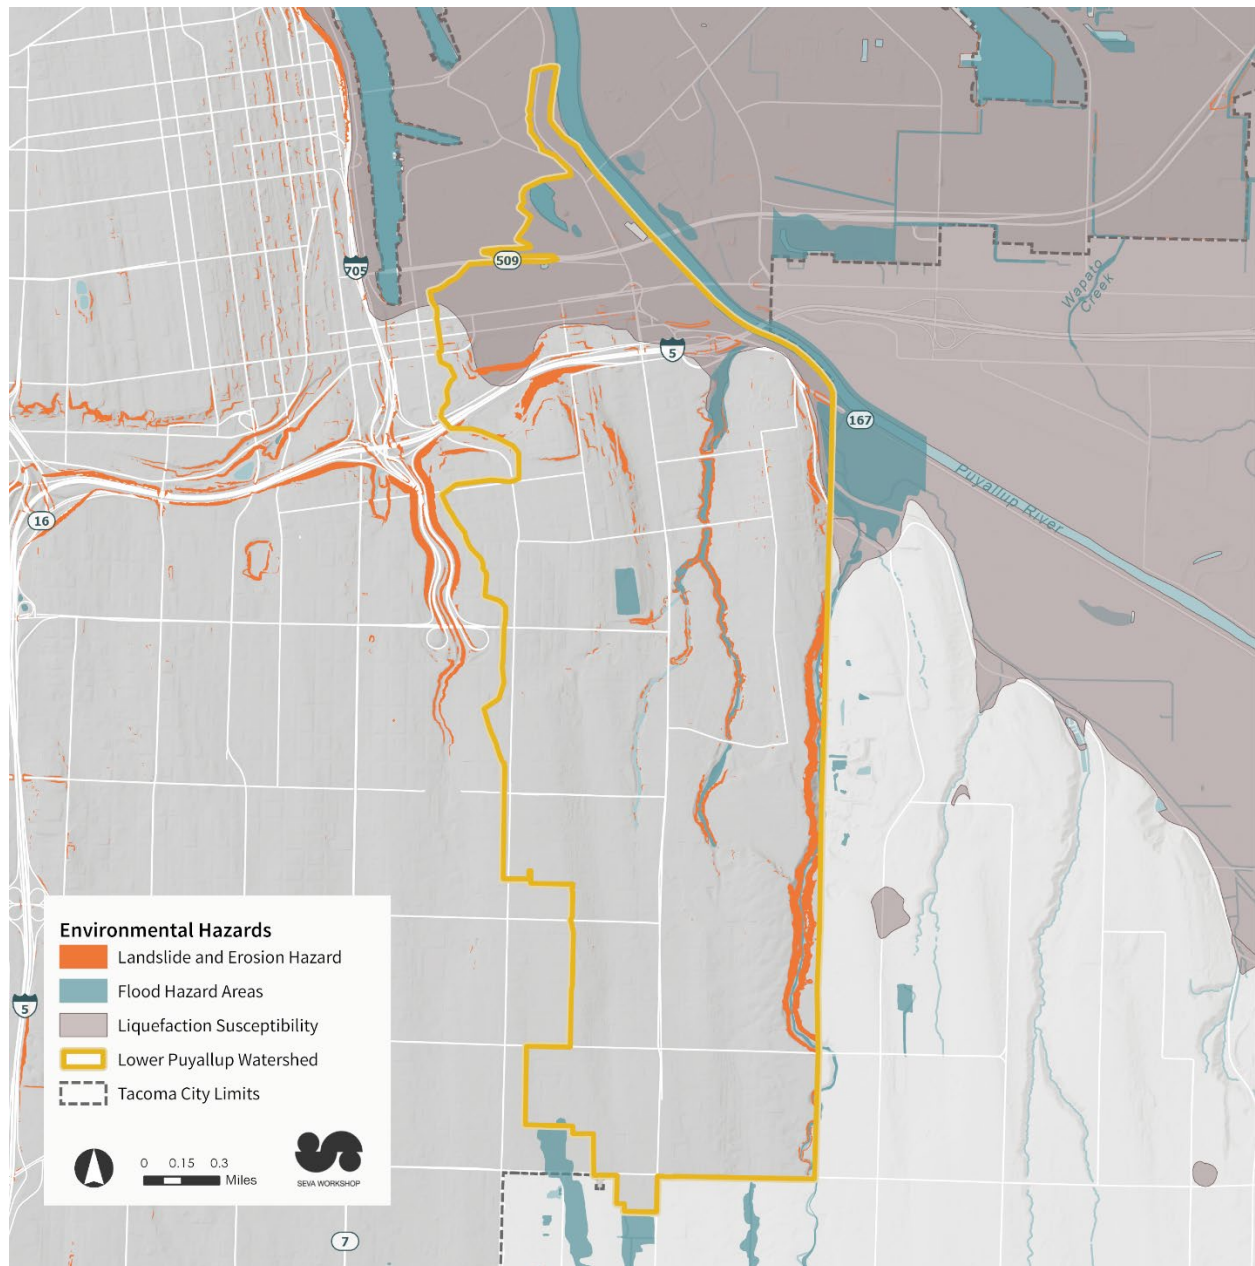 705
509
5
167
16
Wapato
Creek
Puyallup River
Environmental Hazards
Landslide and Erosion Hazard
Flood Hazard Areas
Liquefaction Susceptibility
Lower Puyallup Watershed
Tacoma City Limits
5
0 0.15 0.3
Miles
SEVA WORKSHOP
7